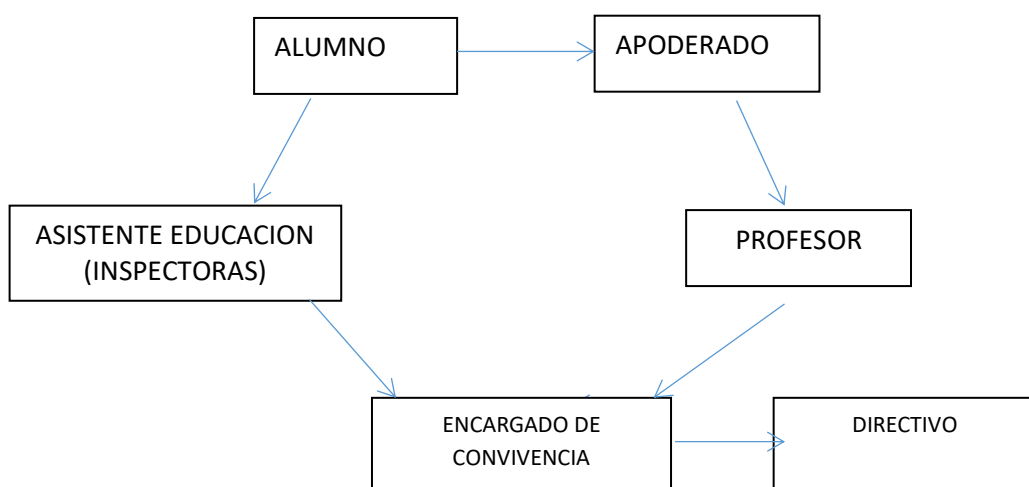 ALUMNO
APODERADO
ASISTENTE EDUCACION
(INSPECTORAS)
PROFESOR
ENCARGADO DE
CONVIVENCIA
DIRECTIVO